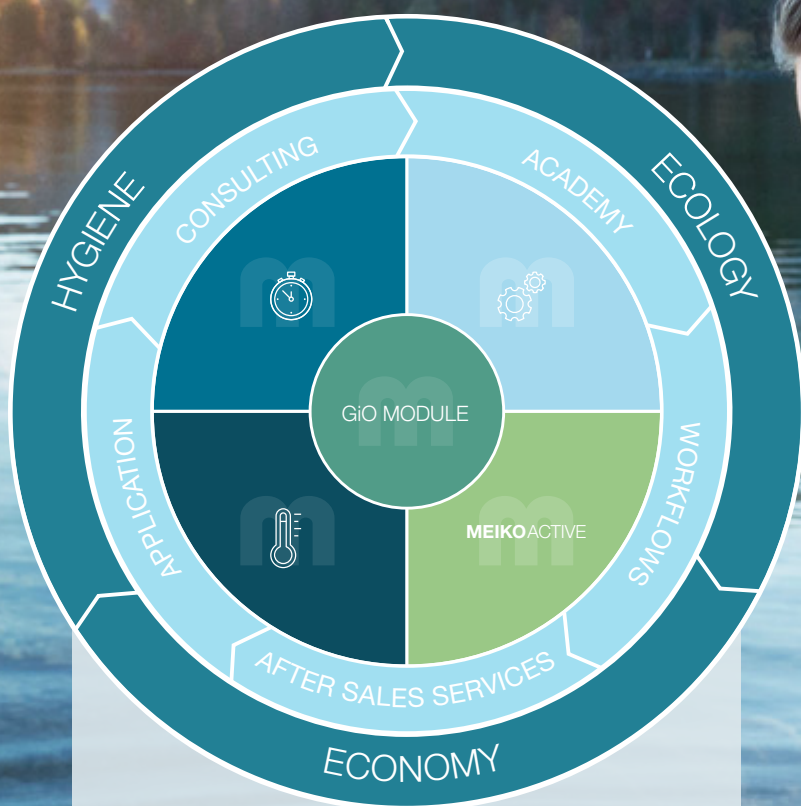 HYGIENE
ECOLOGY
ECONOMY
CONSULTING
ACADEMY
WORKFLOWS
AFTER SALES SERVICES
APPLICATION
m
m
GiO MODULE
m
m
MEIKOACTIVE
m